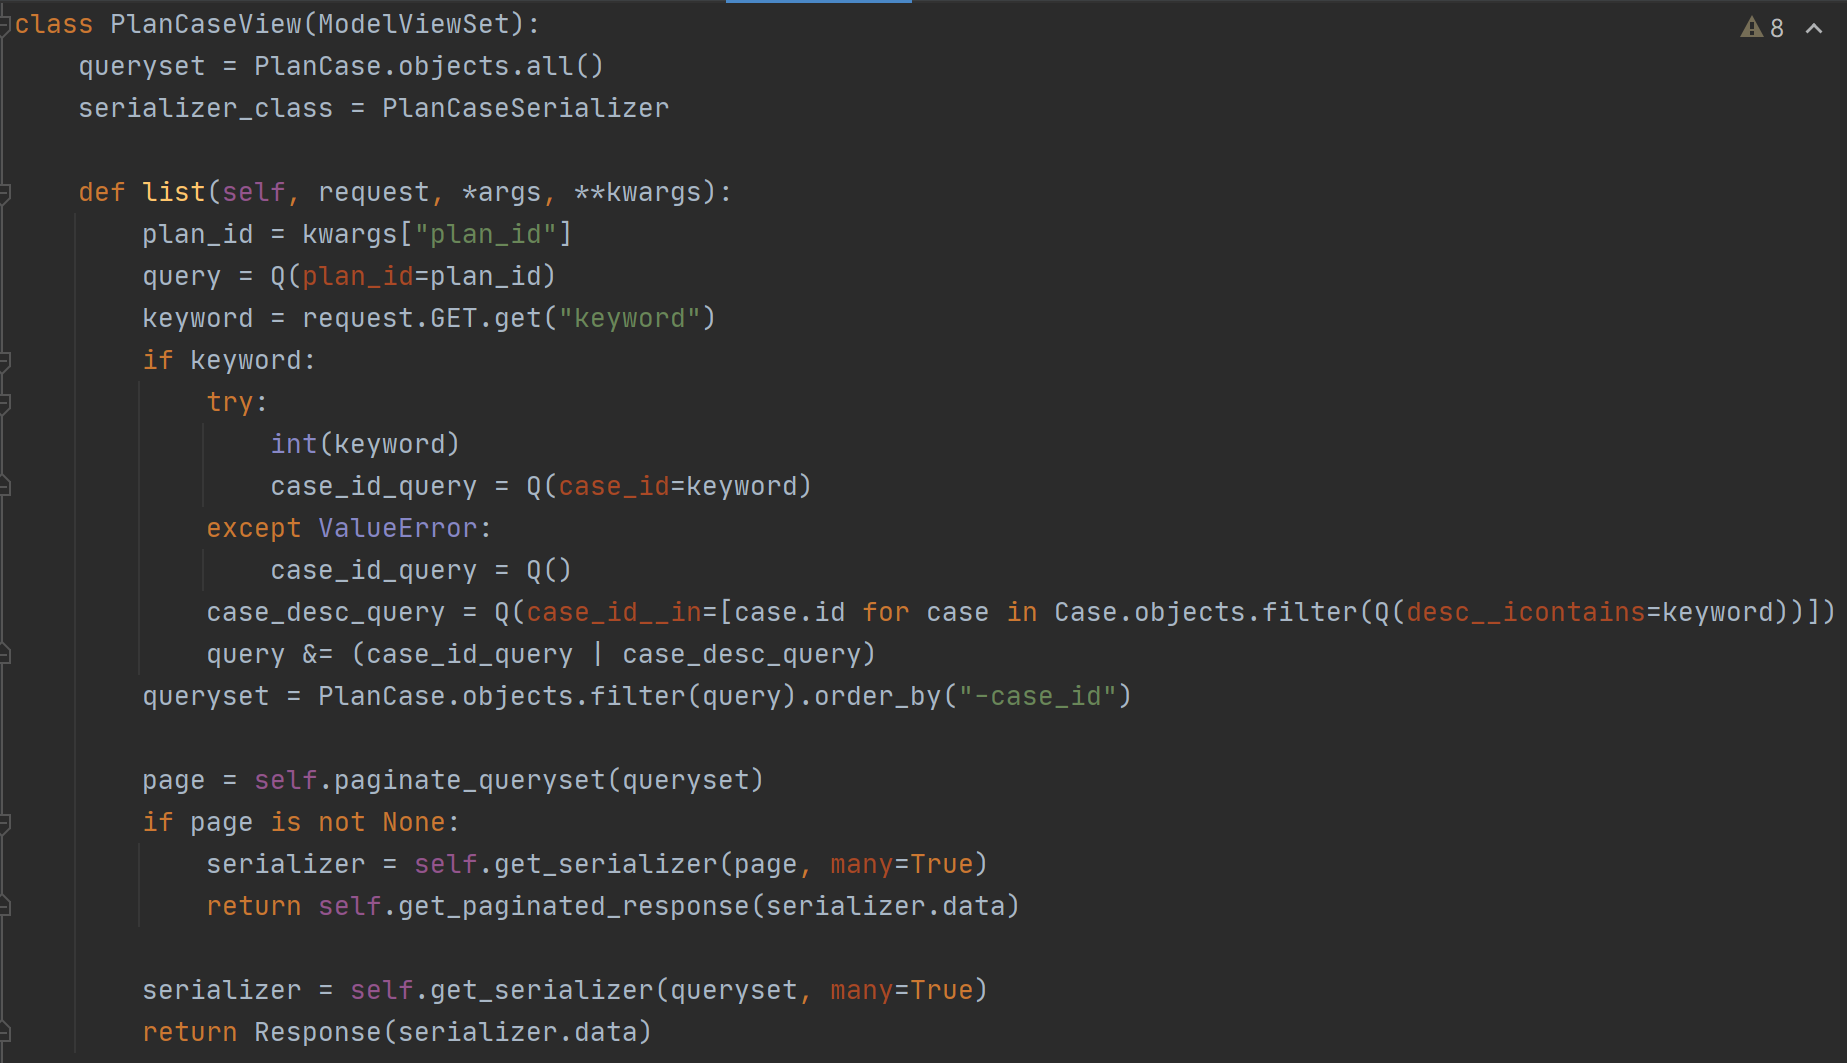 class PlanCaseView(ModelViewSet):
    queryset = PlanCase.objects.all()
    serializer_class = PlanCaseSerializer

    def list(self, request, *args, **kwargs):
        plan_id = kwargs["plan_id"]
        query = Q(plan_id=plan_id)
        keyword = request.GET.get("keyword")
        if keyword:
            try:
                int(keyword)
                case_id_query = Q(case_id=keyword)
            except ValueError:
                case_id_query = Q()
            case_desc_query = Q(case_id__in=[case.id for case in Case.objects.filter(Q(desc__icontains=keyword))])
            query &= (case_id_query | case_desc_query)
        queryset = PlanCase.objects.filter(query).order_by("-case_id")

        page = self.paginate_queryset(queryset)
        if page is not None:
            serializer = self.get_serializer(page, many=True)
            return self.get_paginated_response(serializer.data)

        serializer = self.get_serializer(queryset, many=True)
        return Response(serializer.data)
8